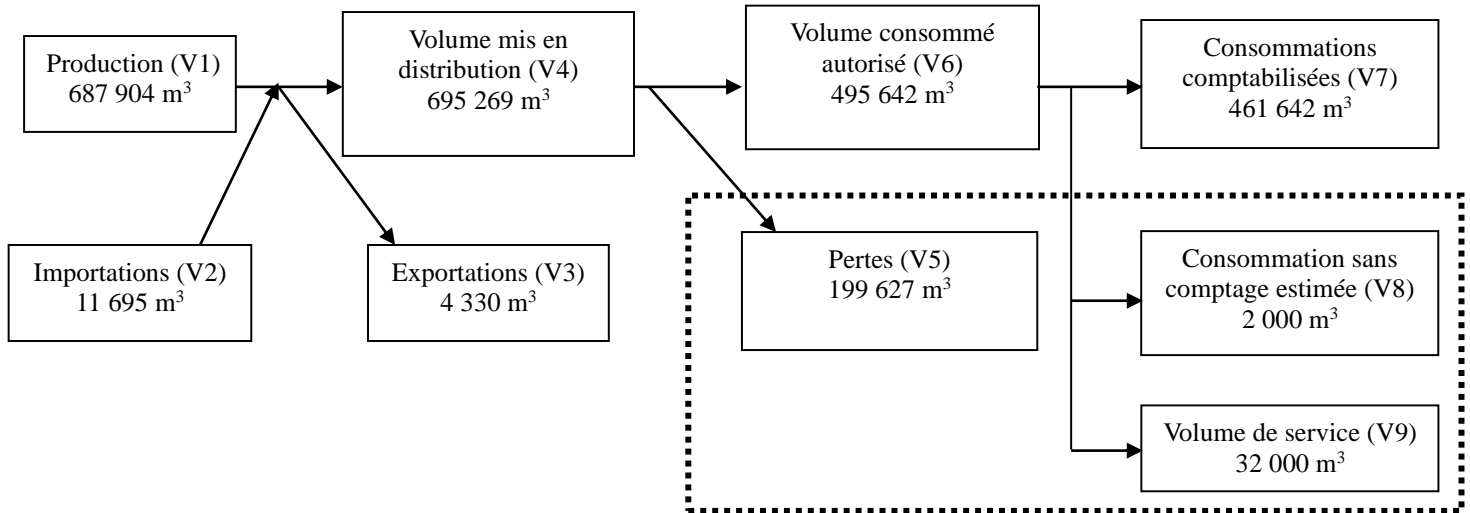 Production (V1)
687 904 m³
Volume mis en
distribution (V4)
695 269 m³
Volume consommé
autorisé (V6)
495 642 m³
Consommations
comptabilisées (V7)
461 642 m³
Importations (V2)
11 695 m³
Exportations (V3)
4 330 m³
Pertes (V5)
199 627 m³
Consommation sans
comptage estimée (V8)
2 000 m³
Volume de service (V9)
32 000 m³